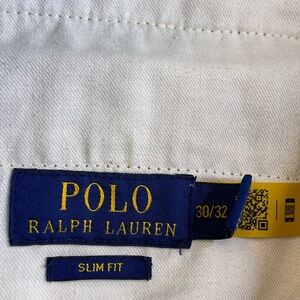 POLO
RALPH LAUREN
30/32
SLIM FIT